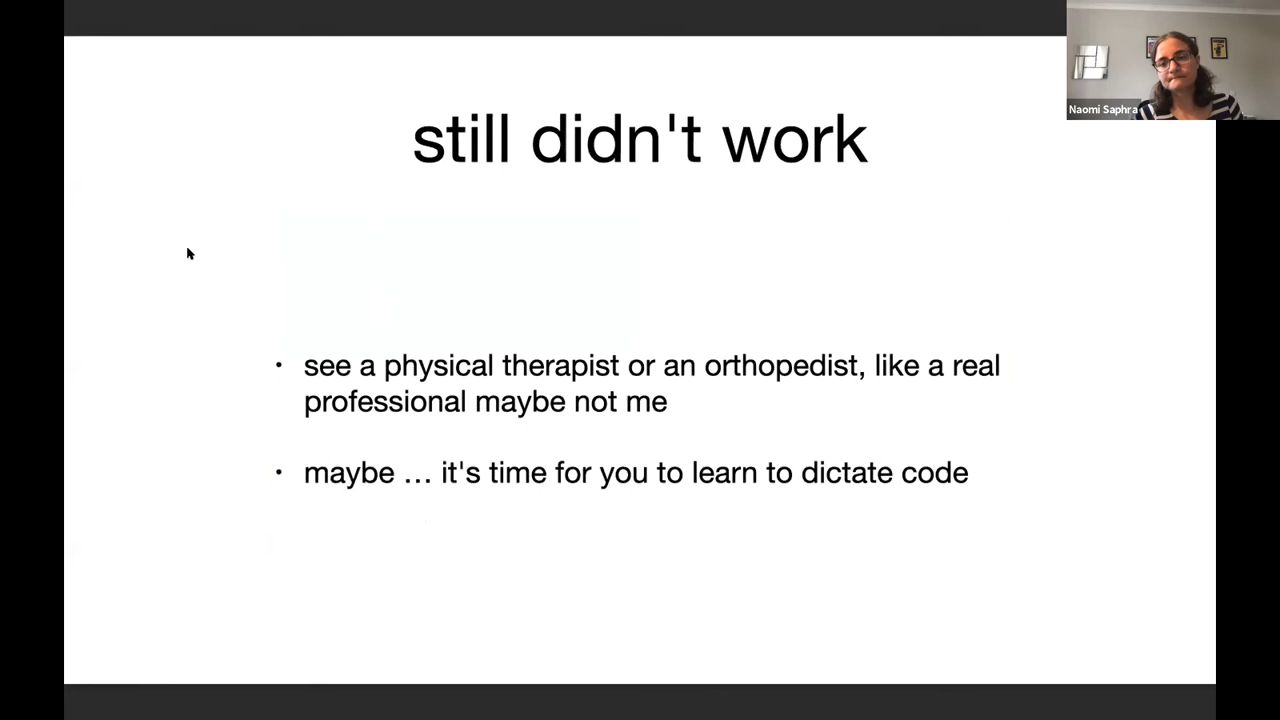 Naomi Saphra
still didn't work
• see a physical therapist or an orthopedist, like a real
professional maybe not me
• maybe … it's time for you to learn to dictate code